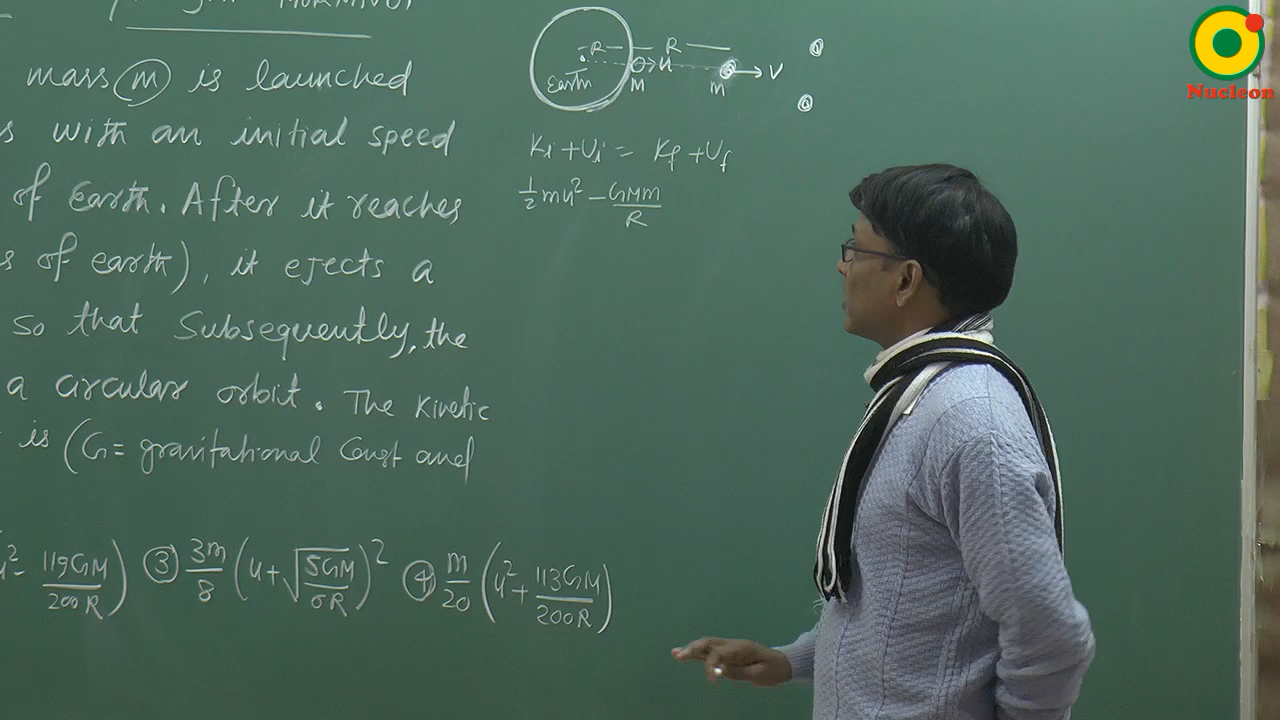 mass m is launched
s with an initial speed
of Earth. After it reaches
s of earth), it ejects a
so that Subsequently, the
a circular orbit. The Kinetic
is (G = gravitational Const and
u² - 119GM/200R) ③ 3m/8 (u + √(5GM/6R))² ④ m/20 (u² + 113GM/200R)
R R
Earth M u m V
Ki + Ui = Kf + Uf
½mu² - GMm/R
Nucleon